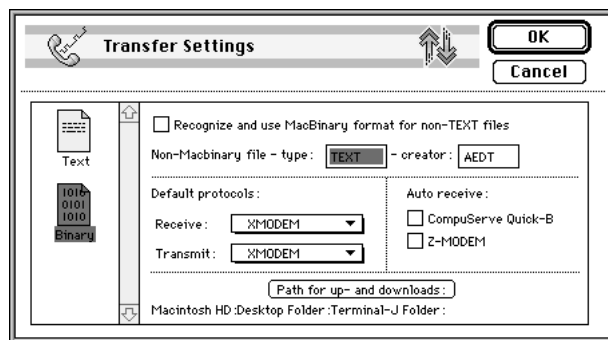 Transfer Settings
OK
Cancel
Text
1016
0101
1010
Binary
Recognize and use MacBinary format for non-TEXT files
Non-Macbinary file - type: TEXT - creator: AEDT
Default protocols:
Receive: XMODEM
Transmit: XMODEM
Auto receive:
CompuServe Quick-B
Z-MODEM
Path for up- and downloads:
Macintosh HD:Desktop Folder:Terminal-J Folder: